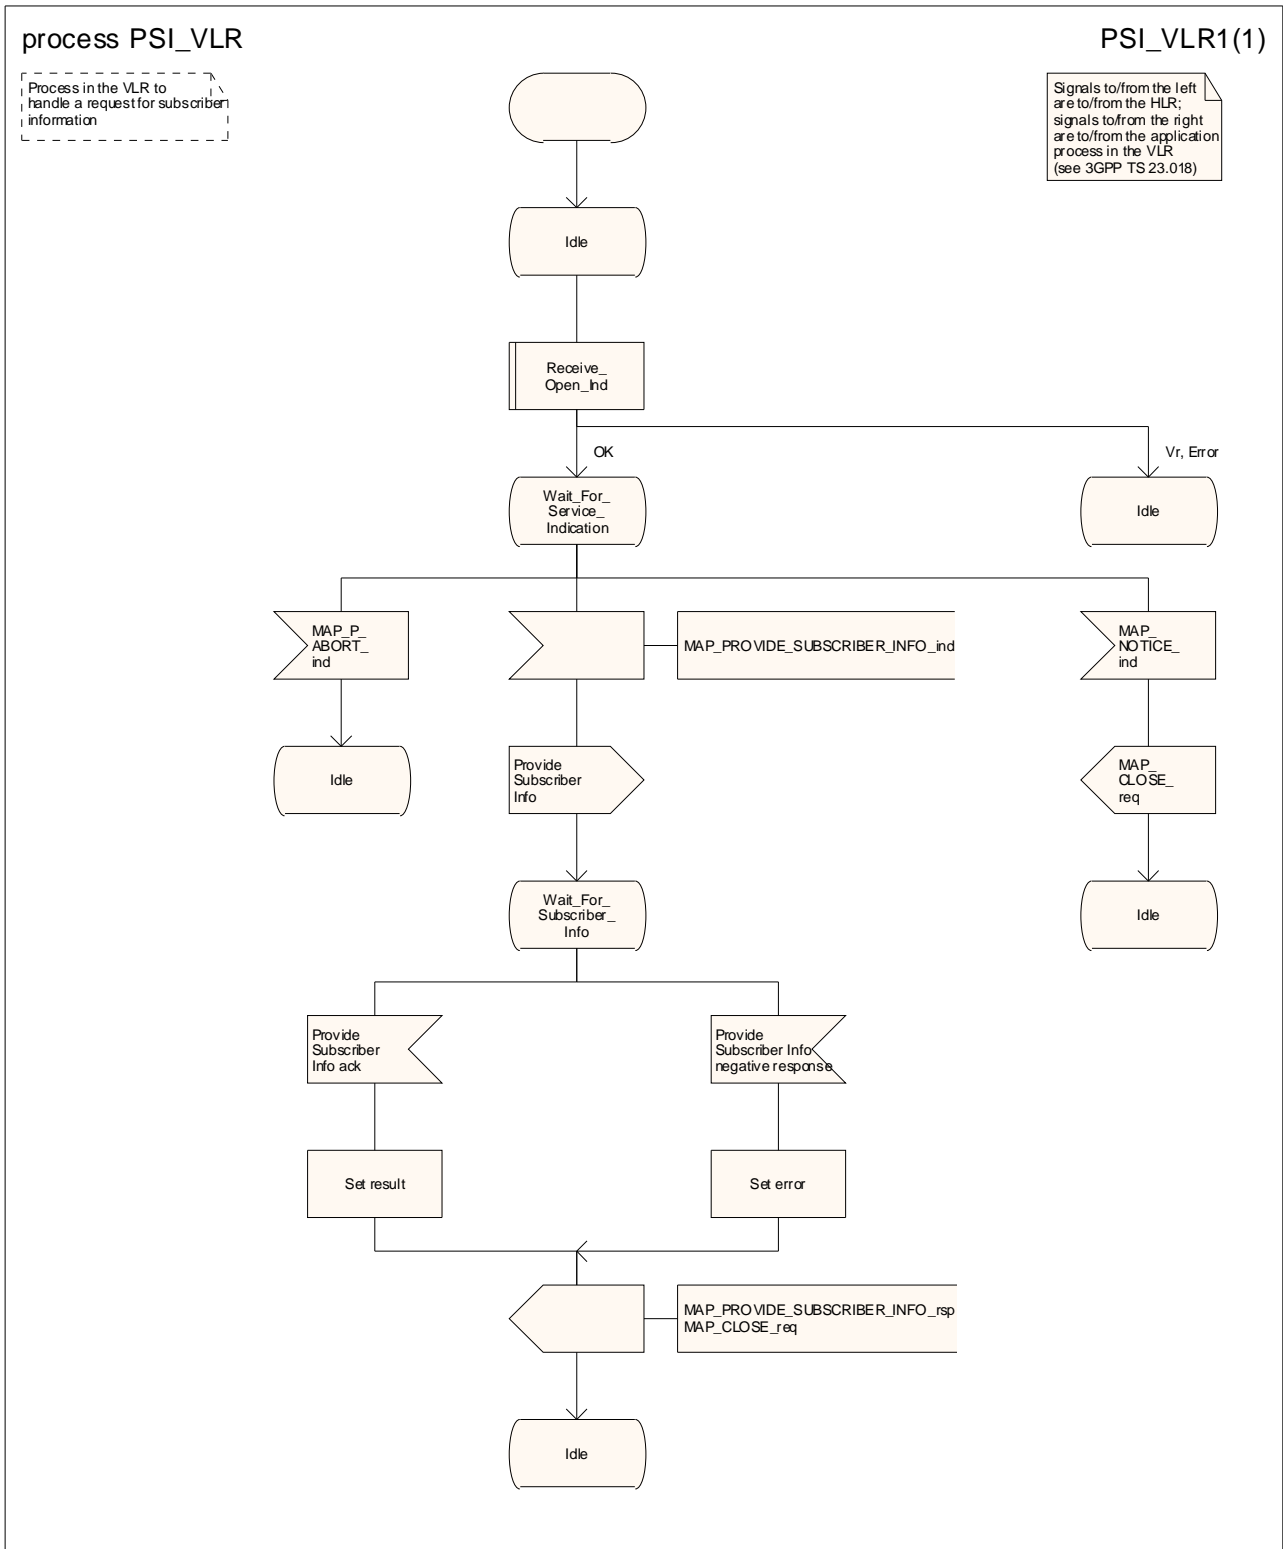 process PSI_VLR
PSI_VLR1(1)
Process in the VLR to
handle a request for subscriber
information
Signals to/from the left
are to/from the HLR;
signals to/from the right
are to/from the application
process in the VLR
(see 3GPP TS 23.018)
Idle
Receive_
Open_Ind
OK
Vr, Error
Wait_For_
Service_
Indication
Idle
MAP_P_
ABORT_
ind
MAP_PROVIDE_SUBSCRIBER_INFO_ind
MAP_
NOTICE_
ind
Idle
Provide
Subscriber
Info
MAP_
CLOSE_
req
Wait_For_
Subscriber_
Info
Idle
Provide
Subscriber
Info ack
Provide
Subscriber Info
negative response
Set result
Set error
MAP_PROVIDE_SUBSCRIBER_INFO_rsp
MAP_CLOSE_req
Idle